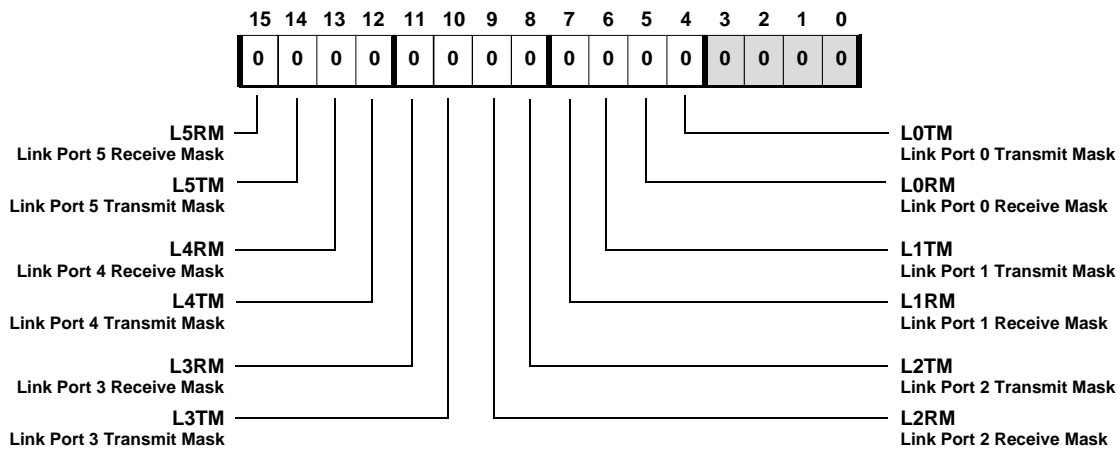 15 14 13 12 11 10 9 8 7 6 5 4 3 2 1 0
0 0 0 0 0 0 0 0 0 0 0 0 0 0 0 0
L5RM
Link Port 5 Receive Mask
L5TM
Link Port 5 Transmit Mask
L4RM
Link Port 4 Receive Mask
L4TM
Link Port 4 Transmit Mask
L3RM
Link Port 3 Receive Mask
L3TM
Link Port 3 Transmit Mask
L0TM
Link Port 0 Transmit Mask
L0RM
Link Port 0 Receive Mask
L1TM
Link Port 1 Transmit Mask
L1RM
Link Port 1 Receive Mask
L2TM
Link Port 2 Transmit Mask
L2RM
Link Port 2 Receive Mask